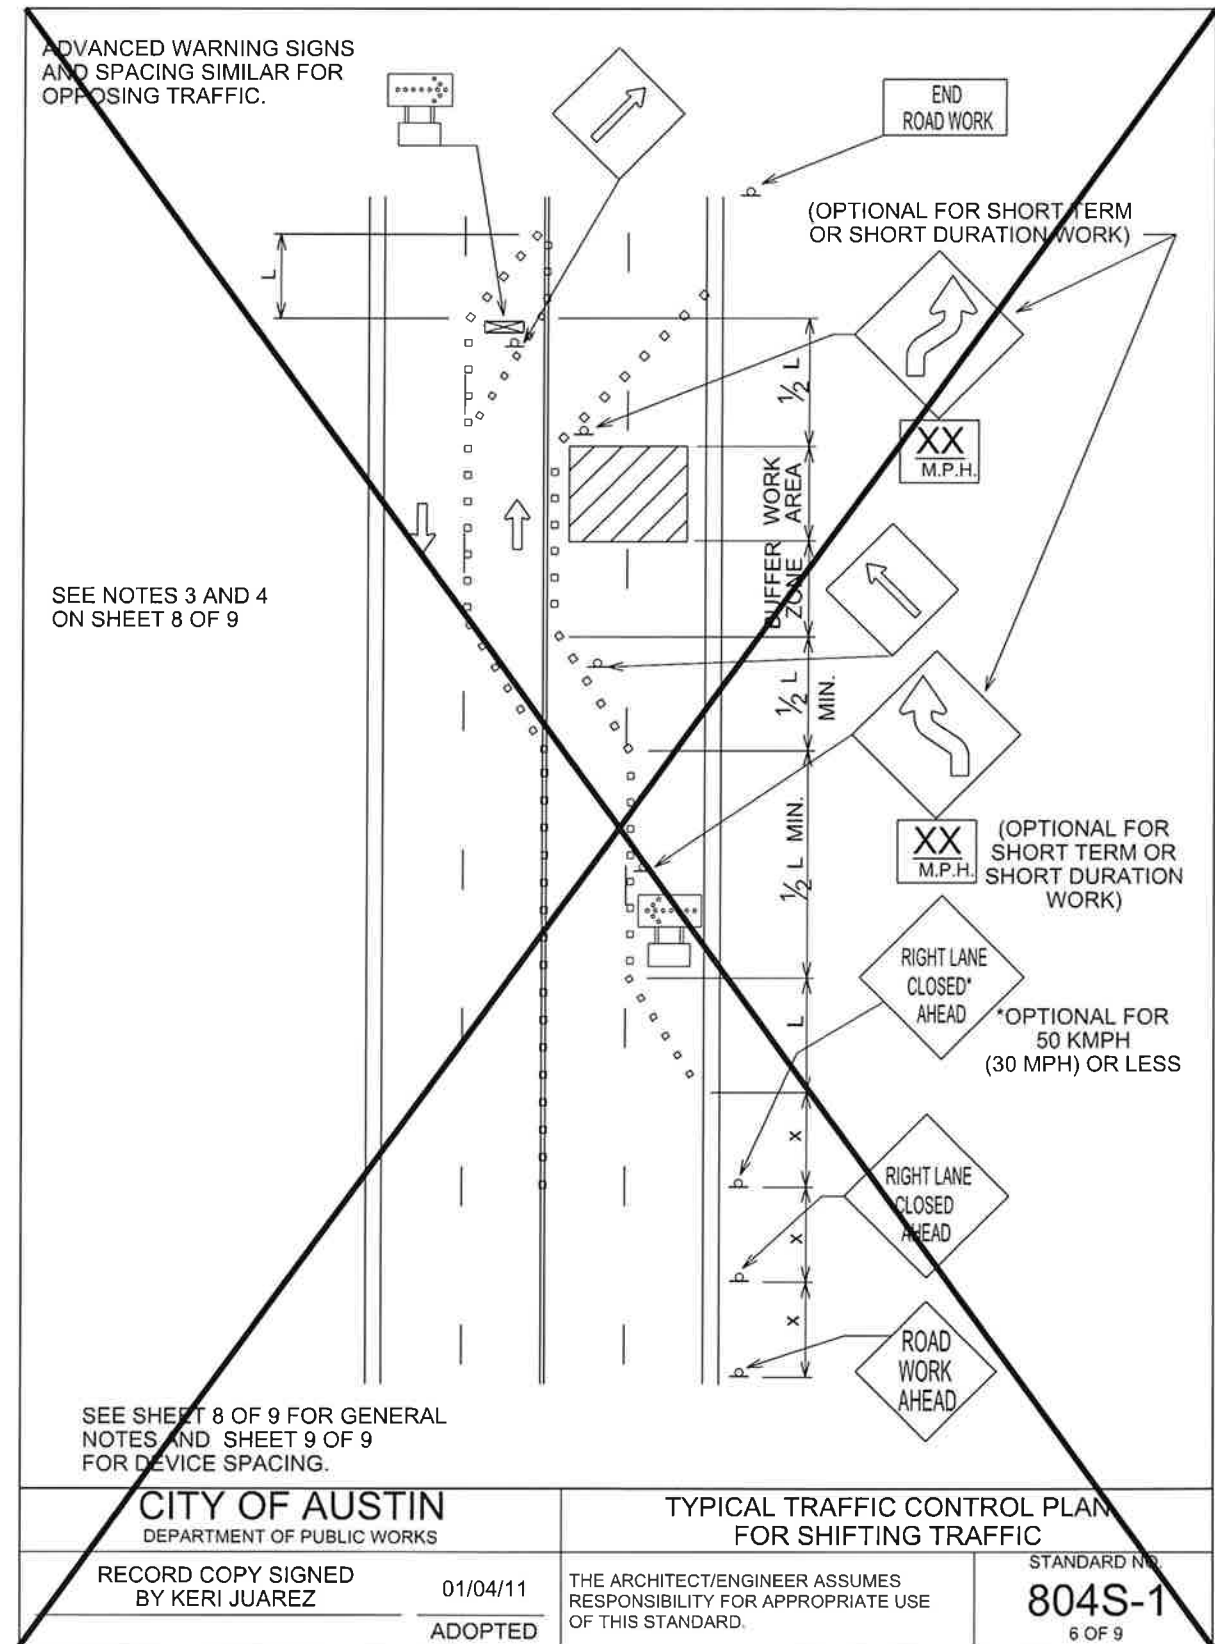 ADVANCED WARNING SIGNS
AND SPACING SIMILAR FOR
OPPOSING TRAFFIC.
END
ROAD WORK
(OPTIONAL FOR SHORT TERM
OR SHORT DURATION WORK)
L
½ L
XX
M.P.H.
WORK
AREA
BUFFER
ZONE
SEE NOTES 3 AND 4
ON SHEET 8 OF 9
½ L
MIN.
½ L MIN.
XX
M.P.H.
(OPTIONAL FOR
SHORT TERM OR
SHORT DURATION
WORK)
RIGHT LANE
CLOSED*
AHEAD
*OPTIONAL FOR
50 KMPH
(30 MPH) OR LESS
L
X
RIGHT LANE
CLOSED
AHEAD
X
X
ROAD
WORK
AHEAD
SEE SHEET 8 OF 9 FOR GENERAL
NOTES AND SHEET 9 OF 9
FOR DEVICE SPACING.
CITY OF AUSTIN
DEPARTMENT OF PUBLIC WORKS
TYPICAL TRAFFIC CONTROL PLAN
FOR SHIFTING TRAFFIC
RECORD COPY SIGNED
BY KERI JUAREZ
01/04/11
ADOPTED
THE ARCHITECT/ENGINEER ASSUMES
RESPONSIBILITY FOR APPROPRIATE USE
OF THIS STANDARD.
STANDARD NO.
804S-1
6 OF 9